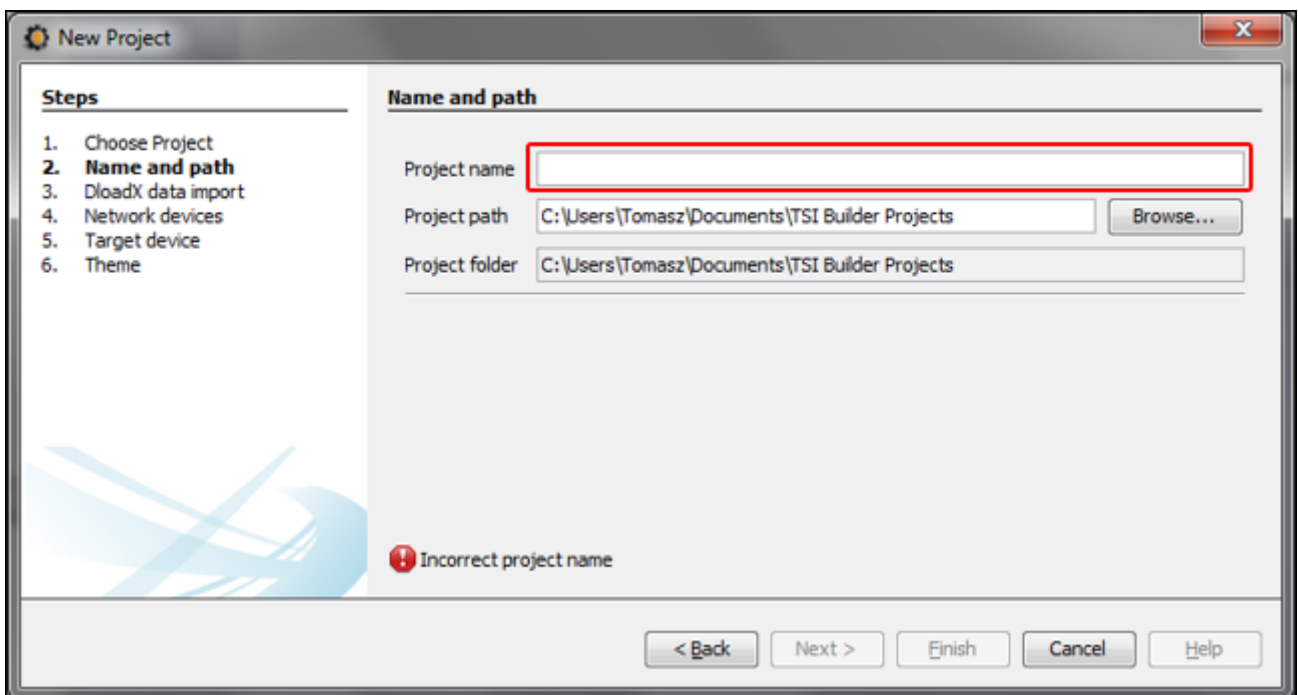 New Project
Steps
1. Choose Project
2. Name and path
3. DloadX data import
4. Network devices
5. Target device
6. Theme
Name and path
Project name
Project path C:\Users\Tomasz\Documents\TSI Builder Projects Browse...
Project folder C:\Users\Tomasz\Documents\TSI Builder Projects
Incorrect project name
< Back Next > Finish Cancel Help